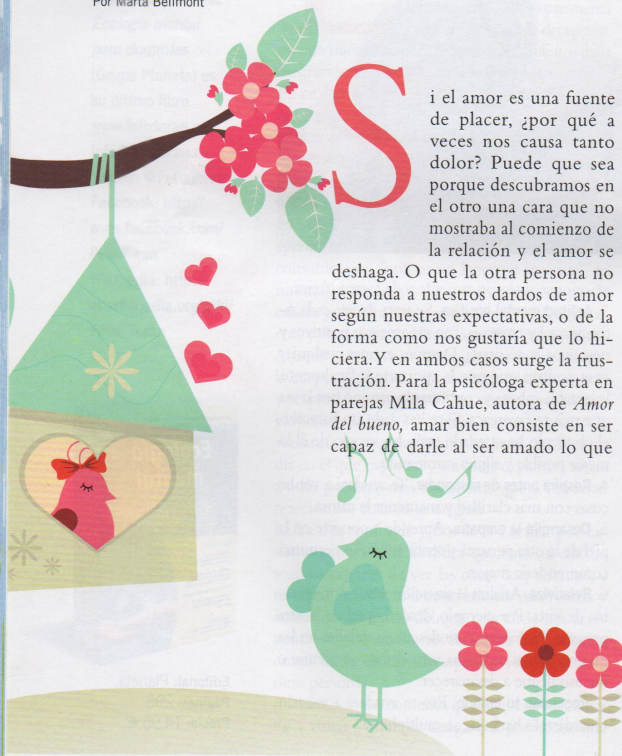 Por Marta Bellmont
Si el amor es una fuente
de placer, ¿por qué a
veces nos causa tanto
dolor? Puede que sea
porque descubramos en
el otro una cara que no
mostraba al comienzo de
la relación y el amor se
deshaga. O que la otra persona no
responda a nuestros dardos de amor
según nuestras expectativas, o de la
forma como nos gustaría que lo hi-
ciera.Y en ambos casos surge la frus-
tración. Para la psicóloga experta en
parejas Mila Cahue, autora de Amor
del bueno, amar bien consiste en ser
capaz de darle al ser amado lo que